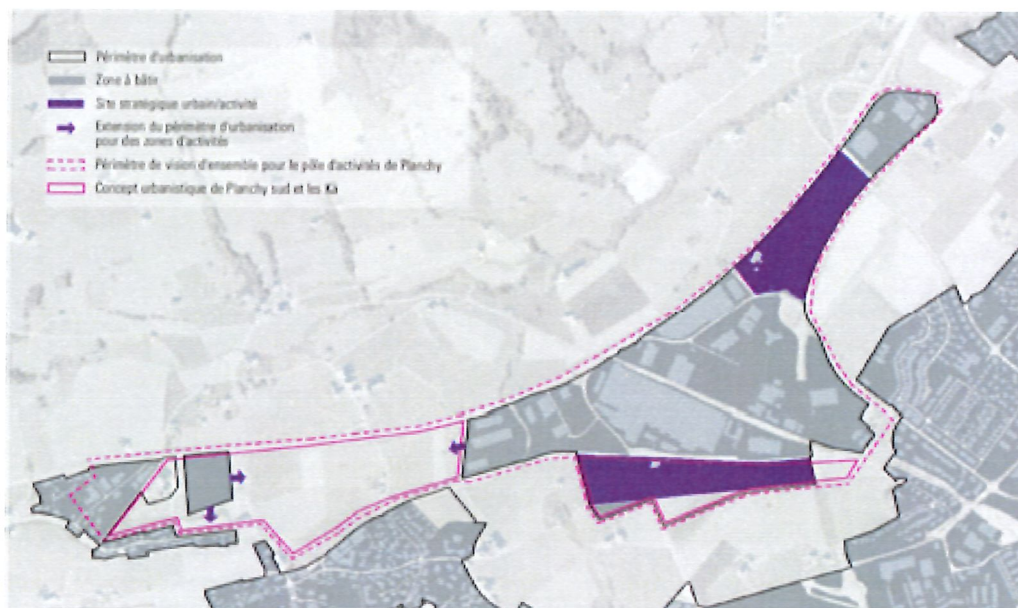 Périmètre d'urbanisation
Zone à bâtir
Site stratégique urbain/activité
Extension du périmètre d'urbanisation
pour des zones d'activités
Périmètre de vision d'ensemble pour le pôle d'activités de Planchy
Concept urbanistique de Planchy sud et les